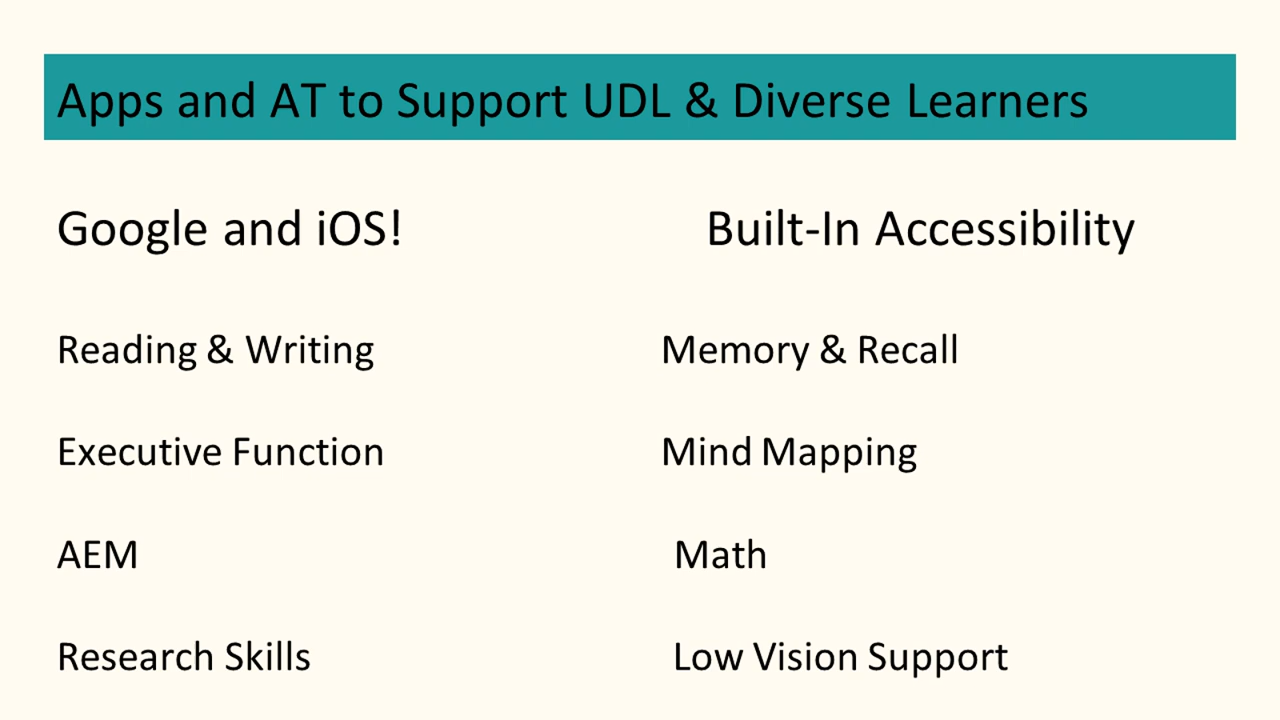 Apps and AT to Support UDL & Diverse Learners
Google and iOS! Built-In Accessibility
Reading & Writing Memory & Recall
Executive Function Mind Mapping
AEM Math
Research Skills Low Vision Support